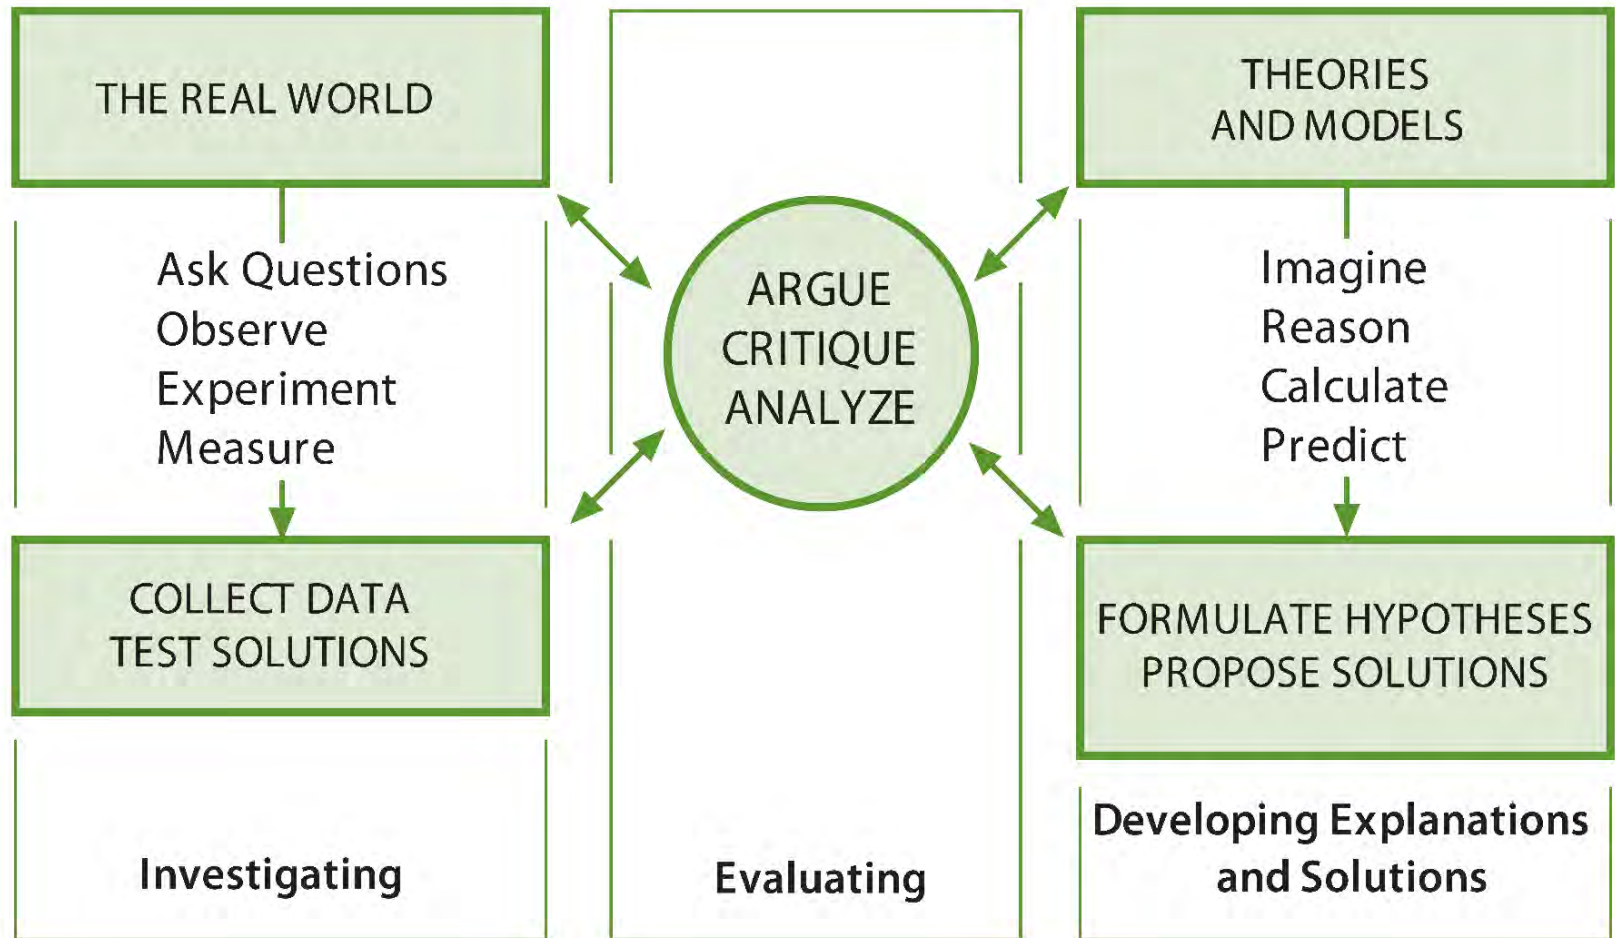 THE REAL WORLD
Ask Questions
Observe
Experiment
Measure
COLLECT DATA
TEST SOLUTIONS
Investigating
ARGUE
CRITIQUE
ANALYZE
Evaluating
THEORIES
AND MODELS
Imagine
Reason
Calculate
Predict
FORMULATE HYPOTHESES
PROPOSE SOLUTIONS
Developing Explanations
and Solutions